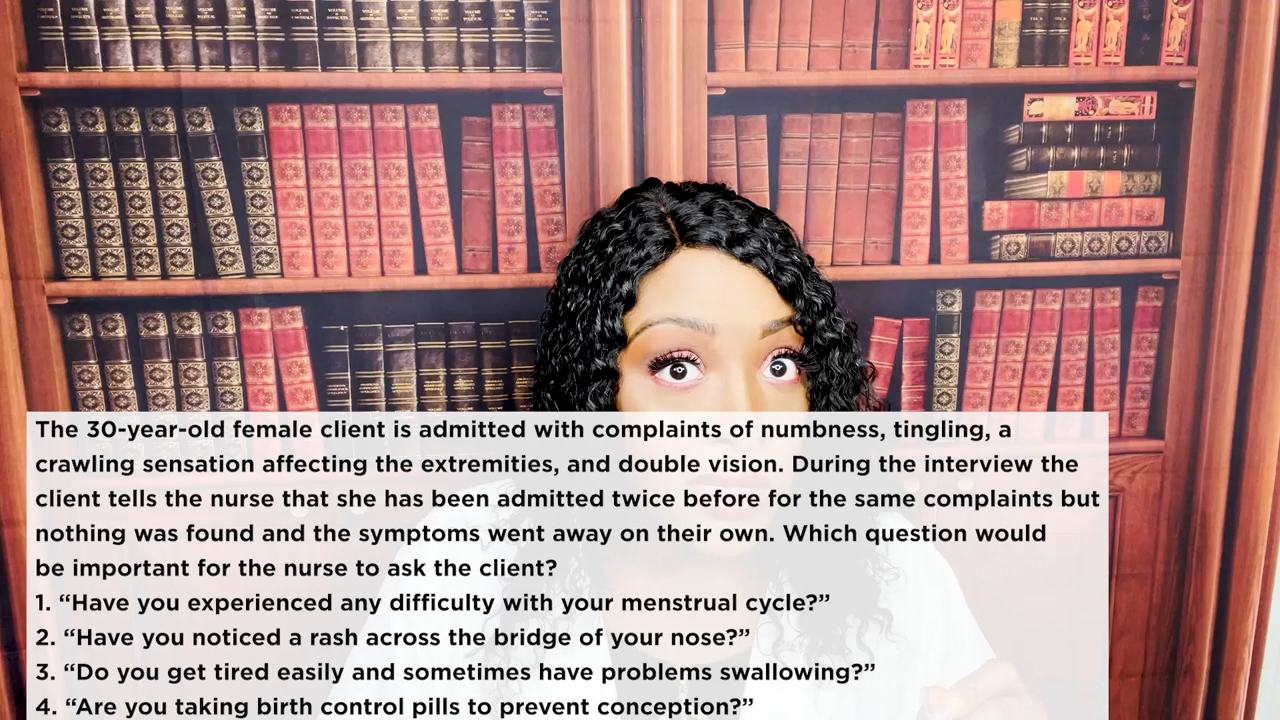 The 30-year-old female client is admitted with complaints of numbness, tingling, a
crawling sensation affecting the extremities, and double vision. During the interview the
client tells the nurse that she has been admitted twice before for the same complaints but
nothing was found and the symptoms went away on their own. Which question would
be important for the nurse to ask the client?
1. “Have you experienced any difficulty with your menstrual cycle?”
2. “Have you noticed a rash across the bridge of your nose?”
3. “Do you get tired easily and sometimes have problems swallowing?”
4. “Are you taking birth control pills to prevent conception?”